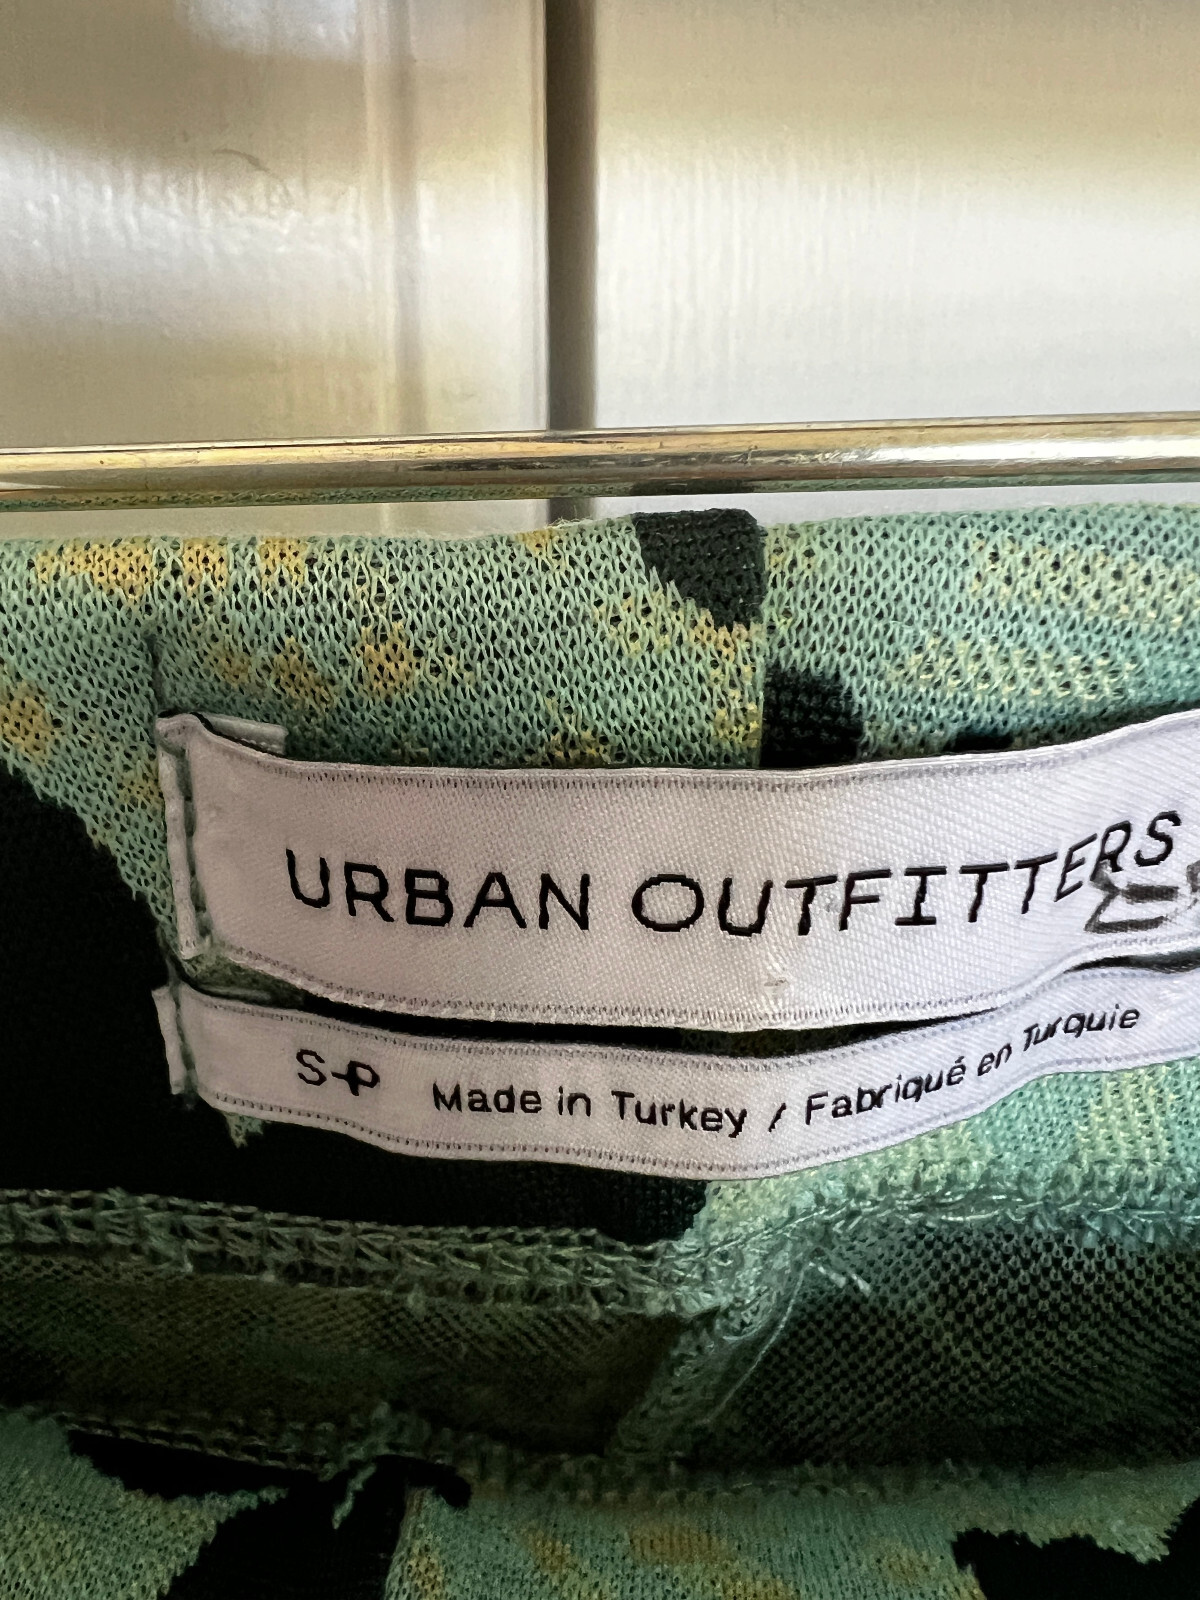 URBAN OUTFITTERS
S-P Made in Turkey / Fabriqué en Turquie